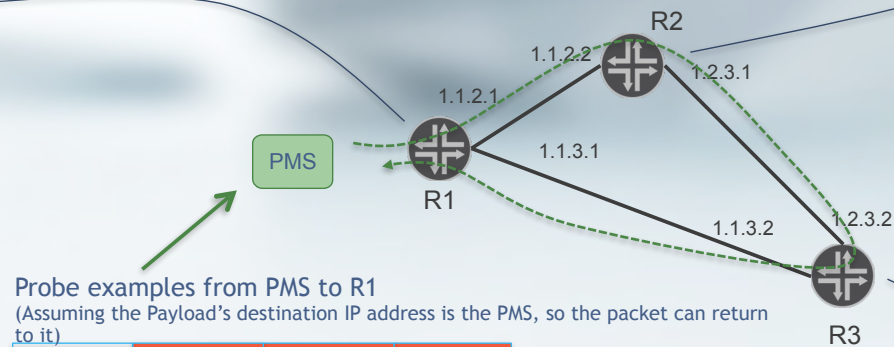 R2
1.1.2.2
1.2.3.1
1.1.2.1
PMS
1.1.3.1
R1
1.1.3.2
1.2.3.2
Probe examples from PMS to R1
(Assuming the Payload’s destination IP address is the PMS, so the packet can return
to it)
R3